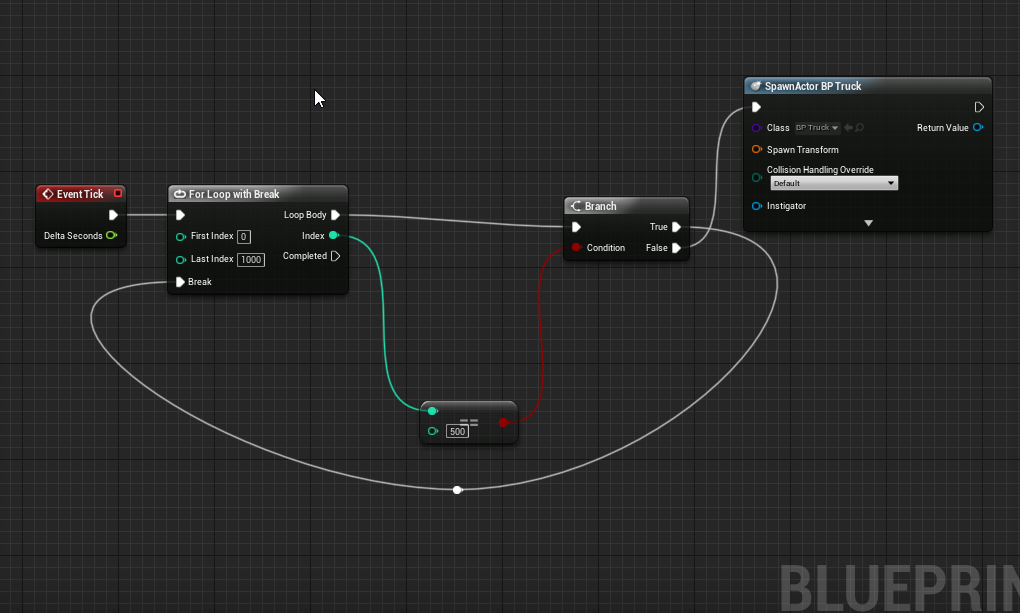 SpawnActor BP Truck
Class BP Truck Return Value
Spawn Transform
Collision Handling Override
Default
Instigator
Event Tick
Delta Seconds
For Loop with Break
Loop Body
First Index 0 Index
Last Index 1000 Completed
Break
Branch
True
Condition False
==
500
BLUEPRIN